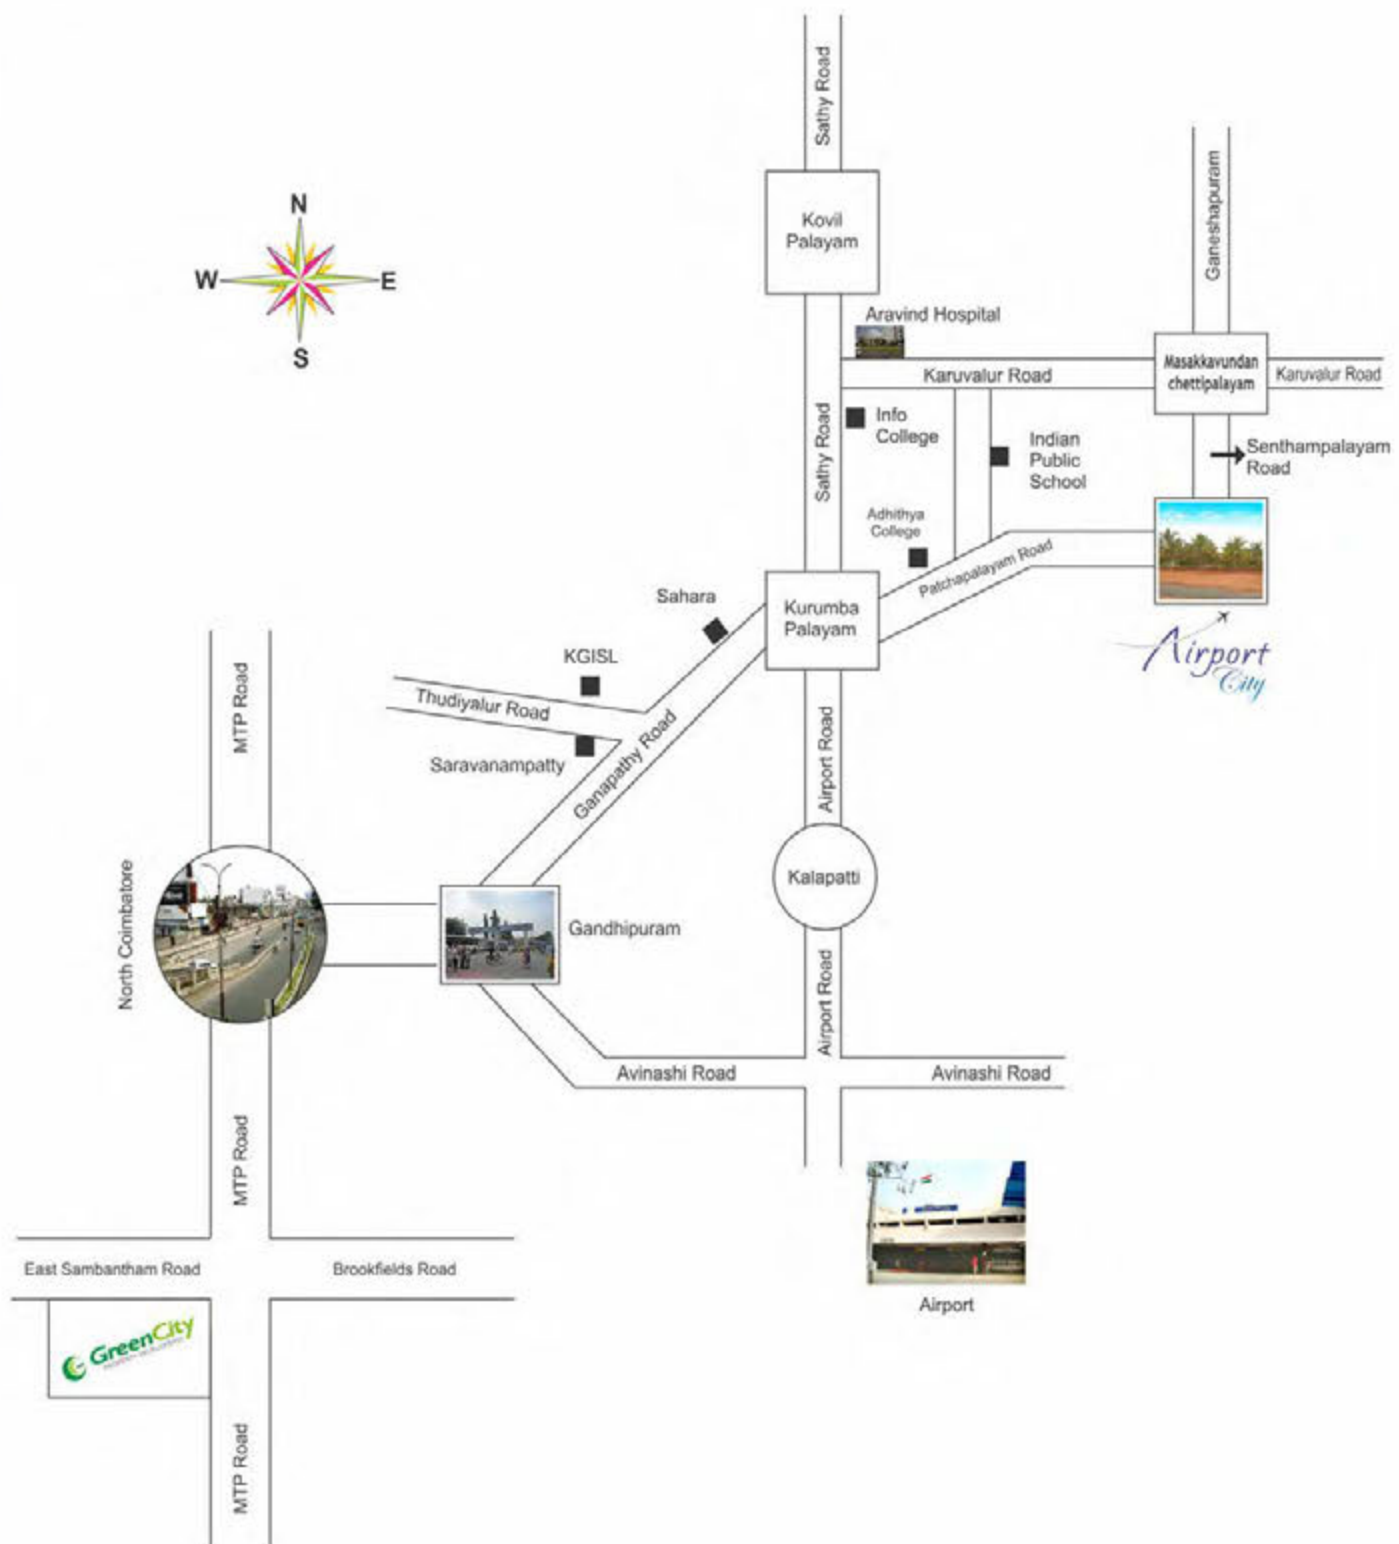 Sathy Road
Ganeshapuram
N
W
E
S
Kovil
Palayam
Aravind Hospital
Karuvalur Road
Masakkavundan
chettipalayam
Karuvalur Road
Sathy Road
Info
College
Indian
Public
School
Senthampalayam
Road
Adhithya
College
Patchapalayam Road
Sahara
Kurumba
Palayam
Airport
City
KGISL
Thudiyalur Road
MTP Road
Saravanampatty
Ganapathy Road
Airport Road
Kalapatti
North Coimbatore
Gandhipuram
Airport Road
Avinashi Road
Avinashi Road
MTP Road
East Sambantham Road
Brookfields Road
Airport
GreenCity
MTP Road